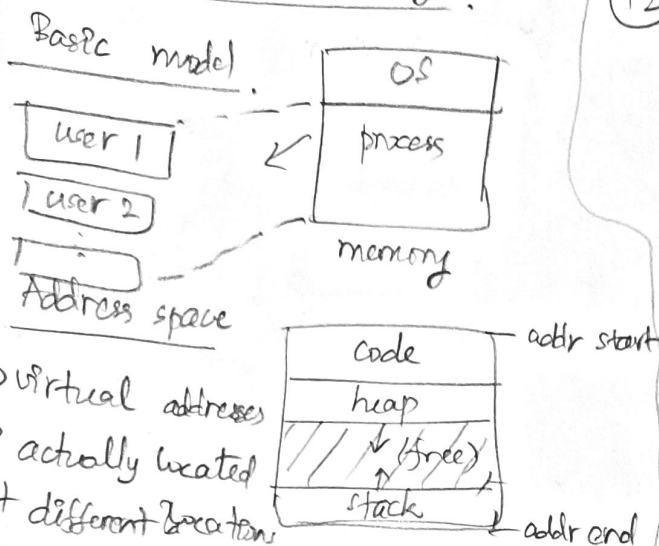 Basic model.
OS
user 1
process
user 2
memory
Address space
code
addr start
virtual addresses
heap
actually located
(free)
different locations
stack
addr end